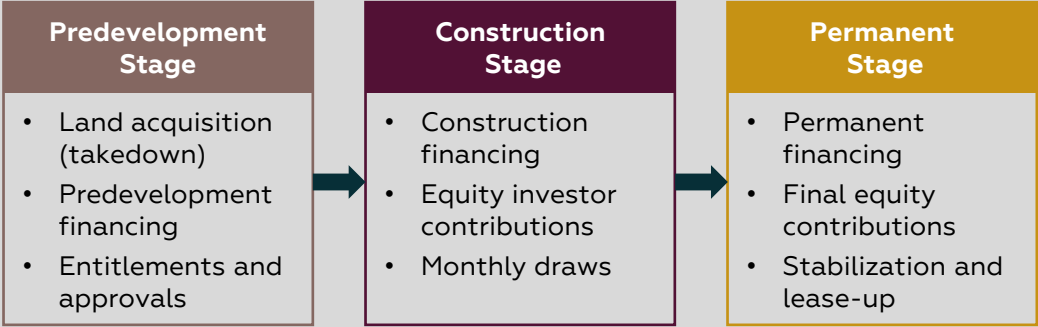 Predevelopment
Stage
• Land acquisition
(takedown)
• Predevelopment
financing
• Entitlements and
approvals
Construction
Stage
• Construction
financing
• Equity investor
contributions
• Monthly draws
Permanent
Stage
• Permanent
financing
• Final equity
contributions
• Stabilization and
lease-up